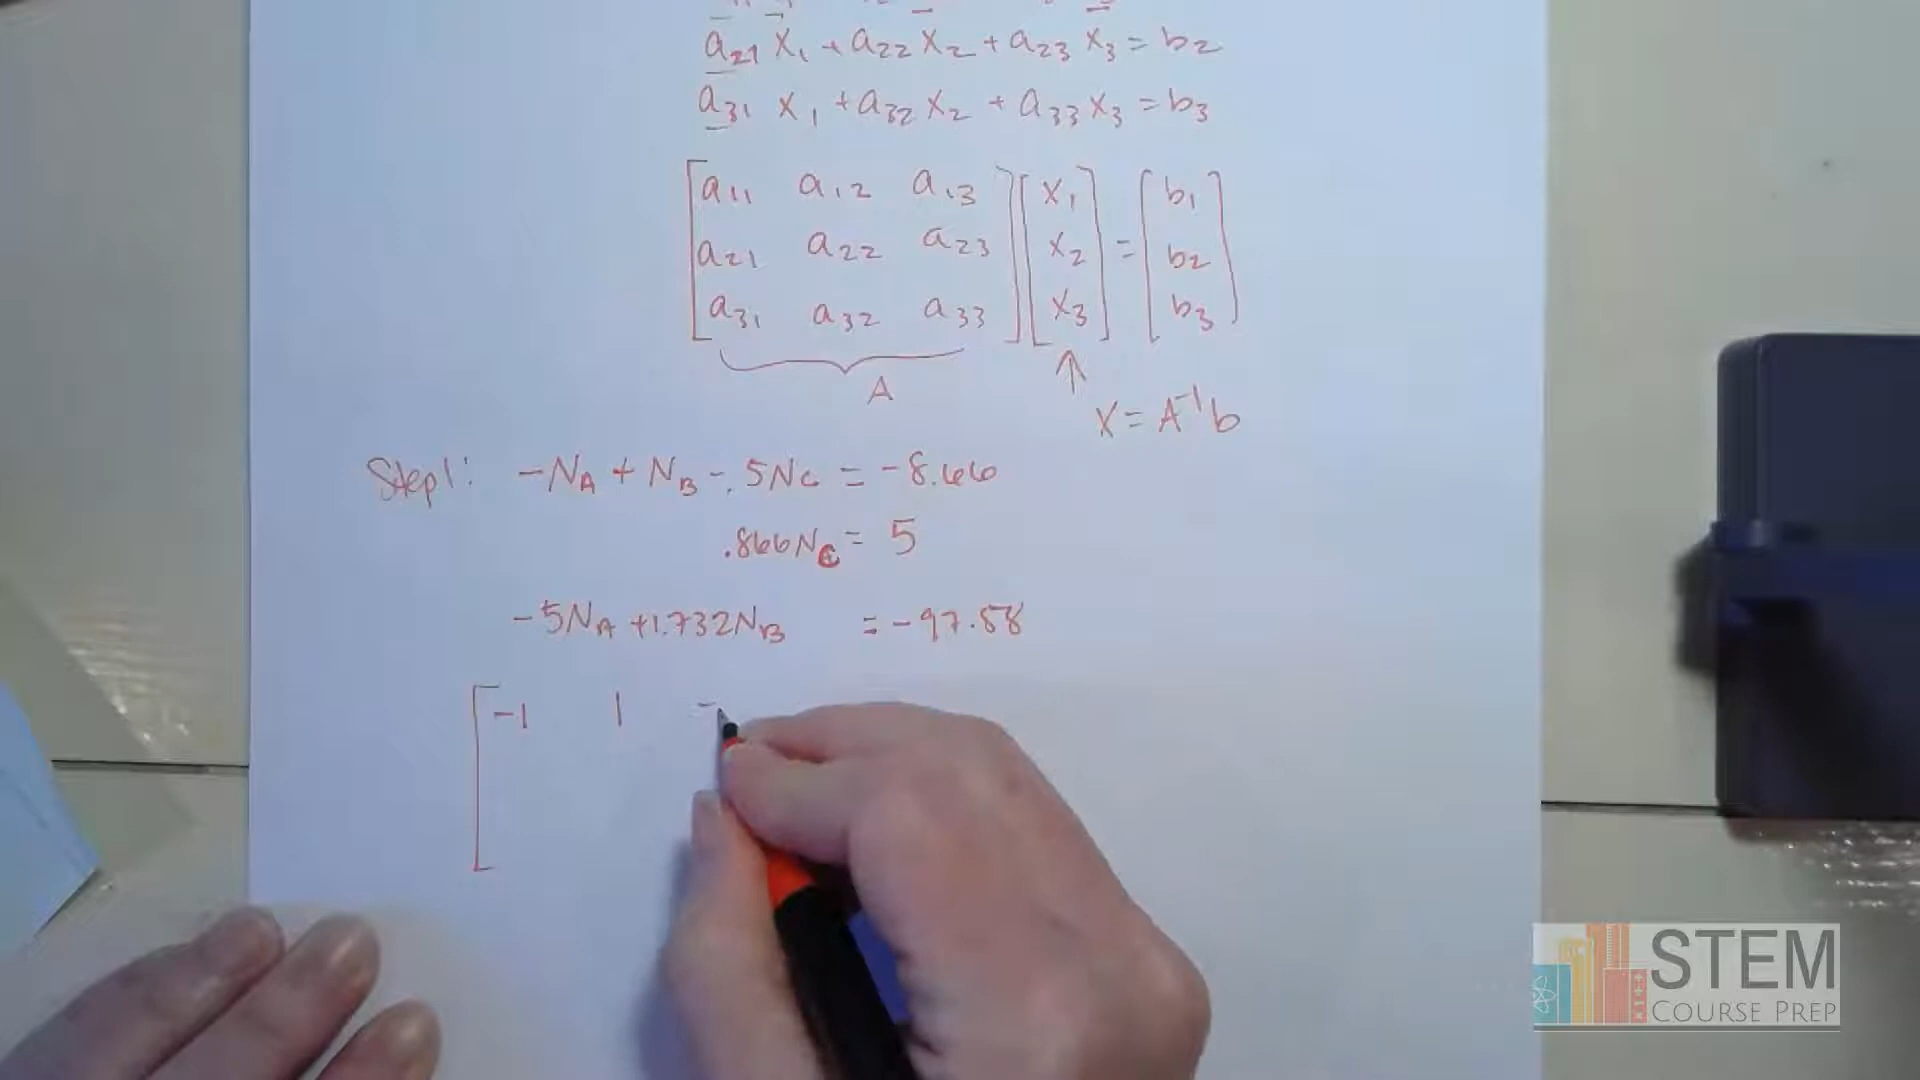 a21 x1 + a22 x2 + a23 x3 = b2
a31 x1 + a32 x2 + a33 x3 = b3
[a11 a12 a13] [x1] = [b1]
[a21 a22 a23] [x2] = [b2]
[a31 a32 a33] [x3] = [b3]
A
X = A⁻¹b
Step1: -NA + NB -.5NC = -8.66
.866NC = 5
-5NA +1.732NB = -97.58
[-1 1 -
STEM
COURSE PREP